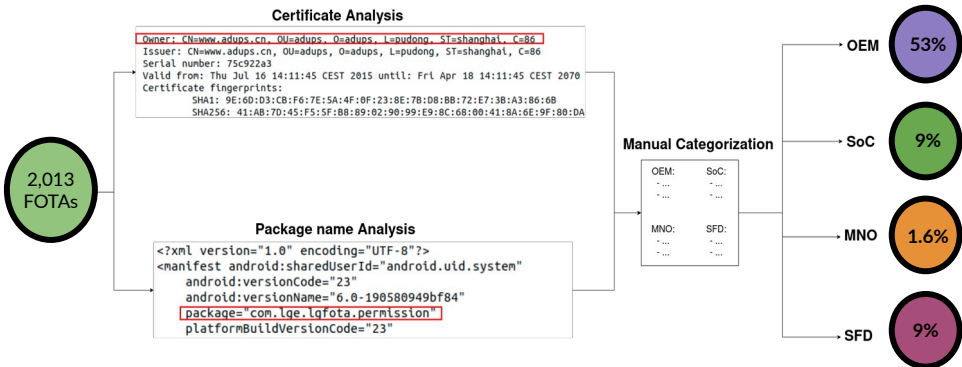 Certificate Analysis
Owner: CN=www.adups.cn, OU=adups, O=adups, L=pudong, ST=shanghai, C=86
Issuer: CN=www.adups.cn, OU=adups, O=adups, L=pudong, ST=shanghai, C=86
Serial number: 75c922a3
Valid from: Thu Jul 16 14:11:45 CEST 2015 until: Fri Apr 18 14:11:45 CEST 2070
Certificate fingerprints:
SHA1: 9E:6D:D3:CB:F6:7E:5A:4F:0F:23:8E:7B:D8:BB:72:E7:3B:A3:86:6B
SHA256: 41:AB:7D:45:F5:5F:B8:89:02:90:99:E9:8C:68:00:41:8A:6E:9F:80:DA
2,013
FOTAs
Package name Analysis
<?xml version="1.0" encoding="UTF-8"?>
<manifest android:sharedUserId="android.uid.system"
android:versionCode="23"
android:versionName="6.0-190580949bf84"
package="com.lge.lgfota.permission"
platformBuildVersionCode="23"
Manual Categorization
OEM: SoC:
- ... - ...
- ... - ...
MNO: SFD:
- ... - ...
- ... - ...
OEM 53%
SoC 9%
MNO 1.6%
SFD 9%